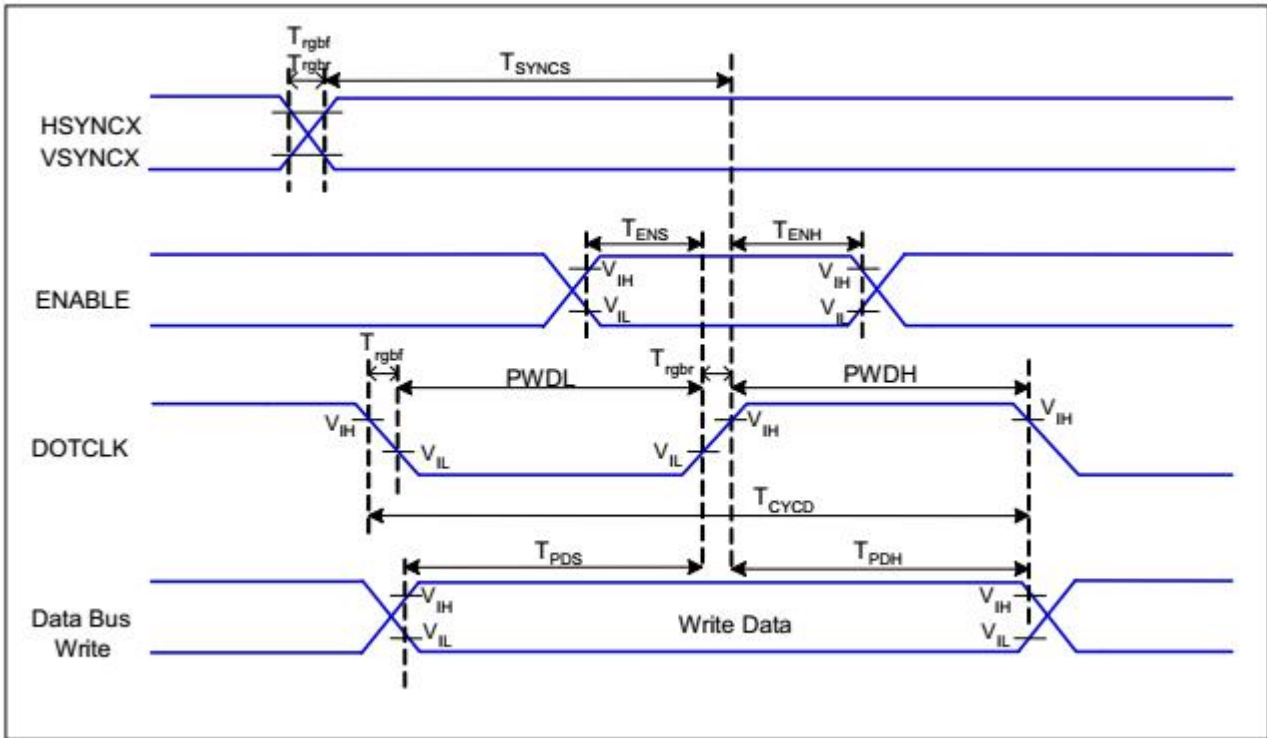 Trgbf
Trgbr
TSYNCS
HSYNCX
VSYNCX
TENS
TENH
VIH
VIH
ENABLE
VIL
VIL
Trgbf
Trgbr
PWDL
PWDH
VIH
VIH
VIH
DOTCLK
VIL
VIL
TCYCD
TPDS
TPDH
VIH
VIH
Data Bus
Write
Write Data
VIL
VIL